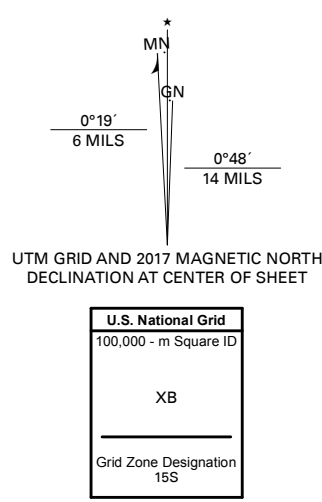 ★
MN
GN
0°19´
6 MILS
0°48´
14 MILS
UTM GRID AND 2017 MAGNETIC NORTH
DECLINATION AT CENTER OF SHEET
U.S. National Grid
100,000 - m Square ID
XB
Grid Zone Designation
15S